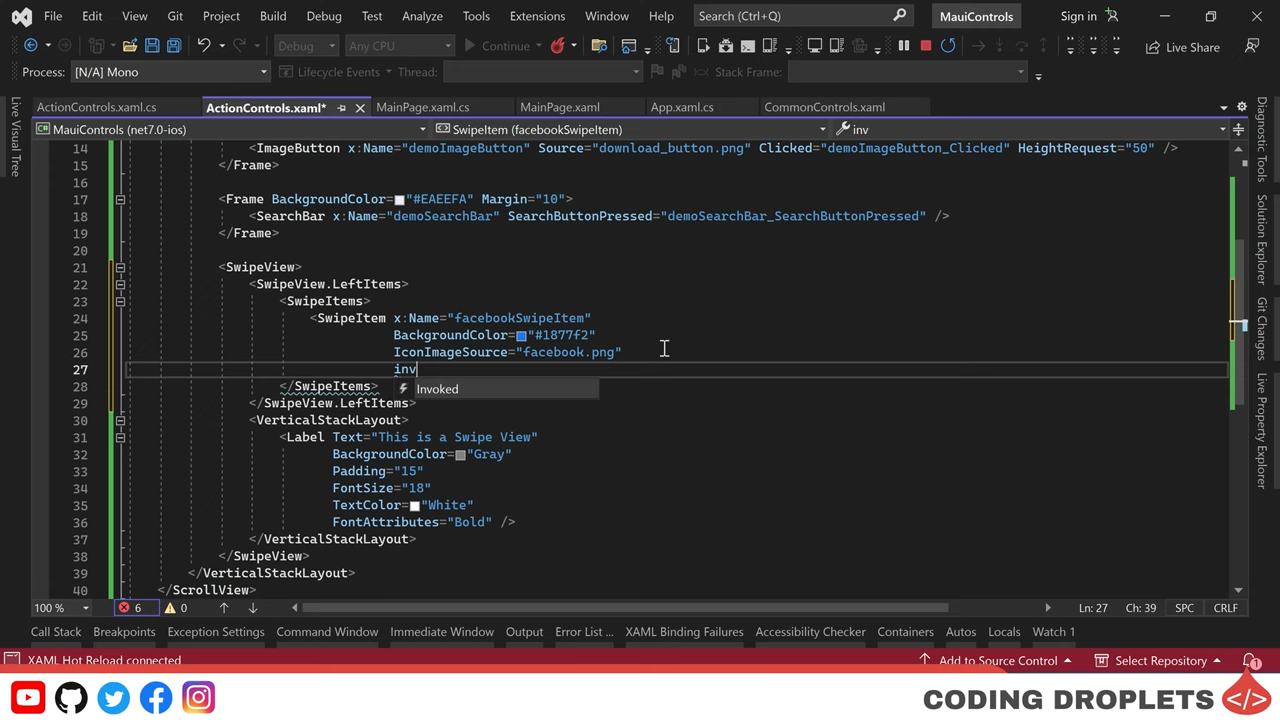 File Edit View Git Project Build Debug Test Analyze Tools Extensions Window Help Search (Ctrl+Q) MauiControls Sign in
Debug Any CPU Continue Live Share
Process: [N/A] Mono Lifecycle Events Thread: Stack Frame:
ActionControls.xaml.cs ActionControls.xaml* MainPage.xaml.cs MainPage.xaml App.xaml.cs CommonControls.xaml
MauiControls (net7.0-ios) SwipeItem (facebookSwipeItem) inv
14 <ImageButton x:Name="demoImageButton" Source="download_button.png" Clicked="demoImageButton_Clicked" HeightRequest="50" />
15 </Frame>
16
17 <Frame BackgroundColor="#EAEEFA" Margin="10">
18 <SearchBar x:Name="demoSearchBar" SearchButtonPressed="demoSearchBar_SearchButtonPressed" />
19 </Frame>
20
21 <SwipeView>
22 <SwipeView.LeftItems>
23 <SwipeItems>
24 <SwipeItem x:Name="facebookSwipeItem"
25 BackgroundColor="#1877f2"
26 IconImageSource="facebook.png"
27 inv
28 </SwipeItems>
Invoked
29 </SwipeView.LeftItems>
30 <VerticalStackLayout>
31 <Label Text="This is a Swipe View"
32 BackgroundColor="Gray"
33 Padding="15"
34 FontSize="18"
35 TextColor="White"
36 FontAttributes="Bold" />
37 </VerticalStackLayout>
38 </SwipeView>
39 </VerticalStackLayout>
40 </ScrollView>
Live Visual Tree
Diagnostic Tools
Solution Explorer
Git Changes
Live Property Explorer
100 % 6 0 Ln: 27 Ch: 39 SPC CRLF
Call Stack Breakpoints Exception Settings Command Window Immediate Window Output Error List ... XAML Binding Failures Accessibility Checker Containers Autos Locals Watch 1
XAML Hot Reload connected Add to Source Control Select Repository 1
CODING DROPLETS </>